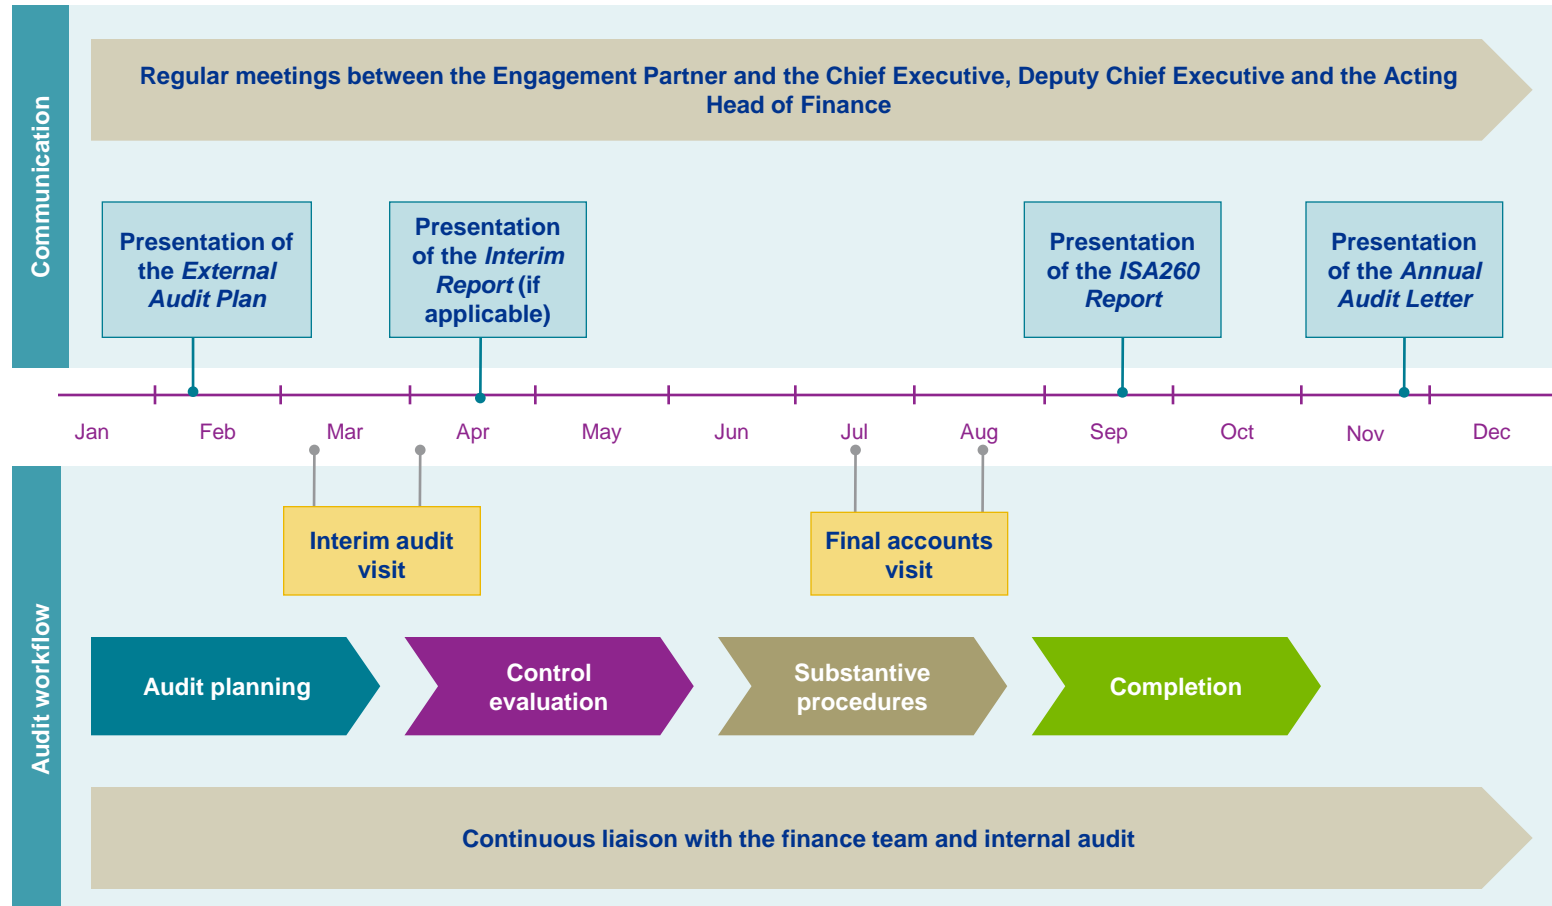 Communication
Regular meetings between the Engagement Partner and the Chief Executive, Deputy Chief Executive and the Acting
Head of Finance
Presentation of
the External
Audit Plan
Presentation
of the Interim
Report (if
applicable)
Presentation
of the ISA260
Report
Presentation
of the Annual
Audit Letter
Jan
Feb
Mar
Apr
May
Jun
Jul
Aug
Sep
Oct
Nov
Dec
Audit workflow
Interim audit
visit
Final accounts
visit
Audit planning
Control
evaluation
Substantive
procedures
Completion
Continuous liaison with the finance team and internal audit